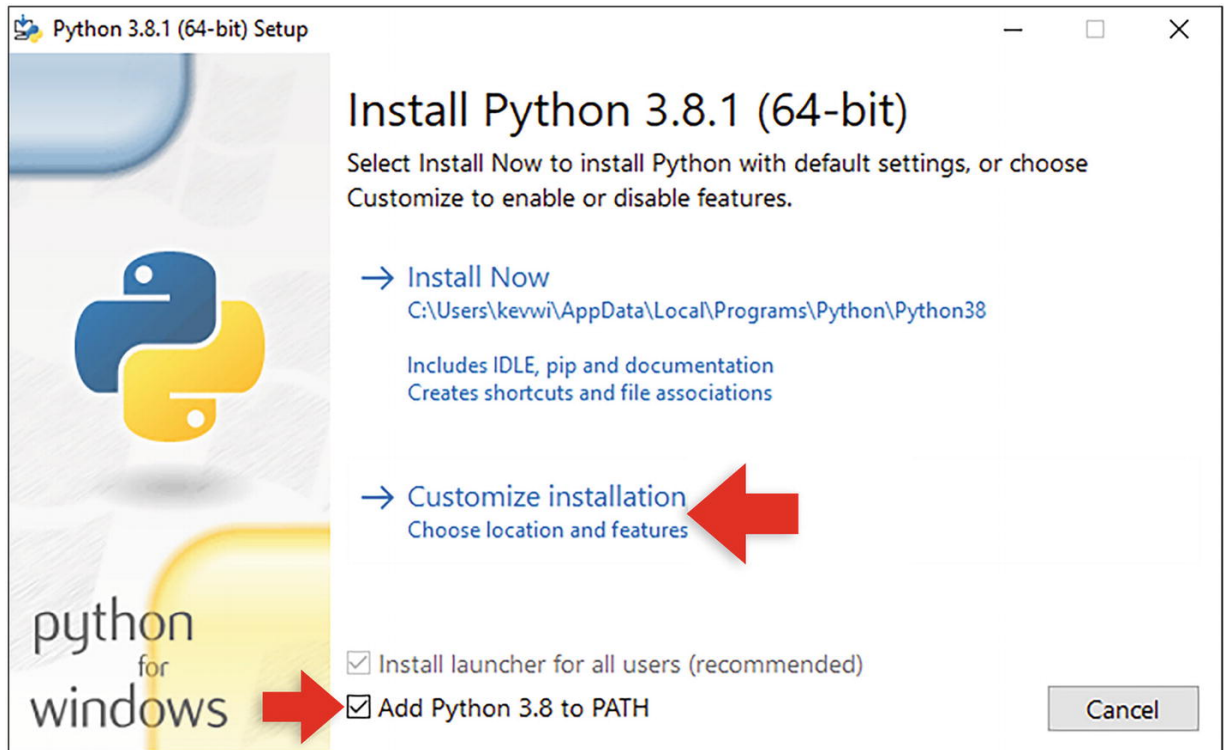 Python 3.8.1 (64-bit) Setup
Install Python 3.8.1 (64-bit)
Select Install Now to install Python with default settings, or choose
Customize to enable or disable features.
Install Now
C:\Users\kevwi\AppData\Local\Programs\Python\Python38
Includes IDLE, pip and documentation
Creates shortcuts and file associations
Customize installation
Choose location and features
python
for
windows
Install launcher for all users (recommended)
Add Python 3.8 to PATH
Cancel